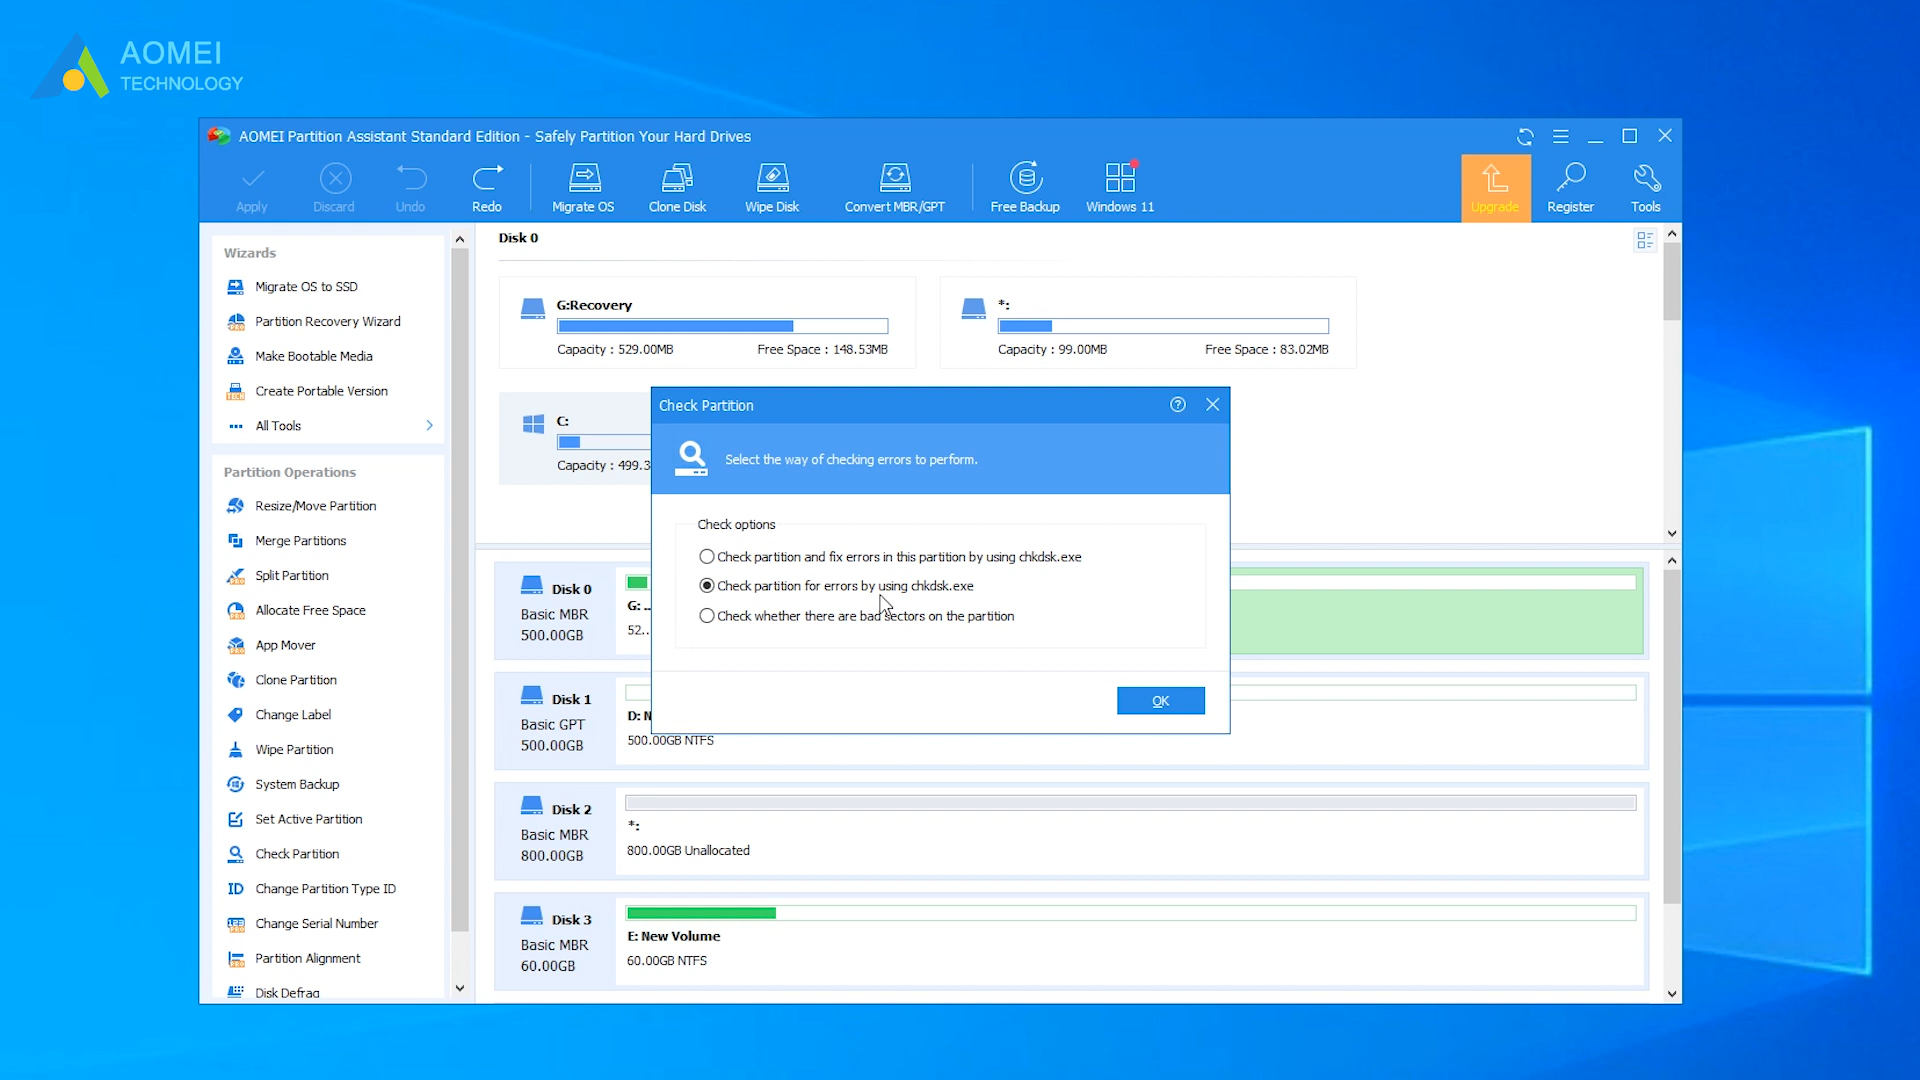 AOMEI
TECHNOLOGY
AOMEI Partition Assistant Standard Edition - Safely Partition Your Hard Drives
Apply
Discard
Undo
Redo
Migrate OS
Clone Disk
Wipe Disk
Convert MBR/GPT
Free Backup
Windows 11
Upgrade
Register
Tools
Wizards
Migrate OS to SSD
Partition Recovery Wizard
Make Bootable Media
Create Portable Version
All Tools
Partition Operations
Resize/Move Partition
Merge Partitions
Split Partition
Allocate Free Space
App Mover
Clone Partition
Change Label
Wipe Partition
System Backup
Set Active Partition
Check Partition
Change Partition Type ID
Change Serial Number
Partition Alignment
Disk Defrag
Disk 0
G:Recovery
Capacity : 529.00MB
Free Space : 148.53MB
*:
Capacity : 99.00MB
Free Space : 83.02MB
C:
Capacity : 499.3
Check Partition
Select the way of checking errors to perform.
Check options
Check partition and fix errors in this partition by using chkdsk.exe
Check partition for errors by using chkdsk.exe
Check whether there are bad sectors on the partition
OK
Disk 0
Basic MBR
500.00GB
G: ..
52..
Disk 1
Basic GPT
500.00GB
D: N
500.00GB NTFS
Disk 2
Basic MBR
800.00GB
*:
800.00GB Unallocated
Disk 3
Basic MBR
60.00GB
E: New Volume
60.00GB NTFS